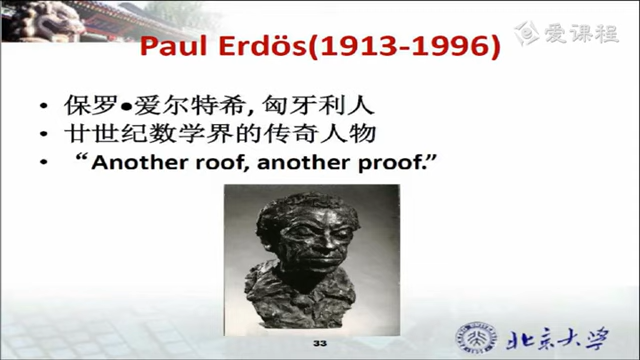 Paul Erdös(1913-1996)
爱课程
• 保罗•爱尔特希, 匈牙利人
• 廿世纪数学界的传奇人物
• “Another roof, another proof.”
33
北京大学